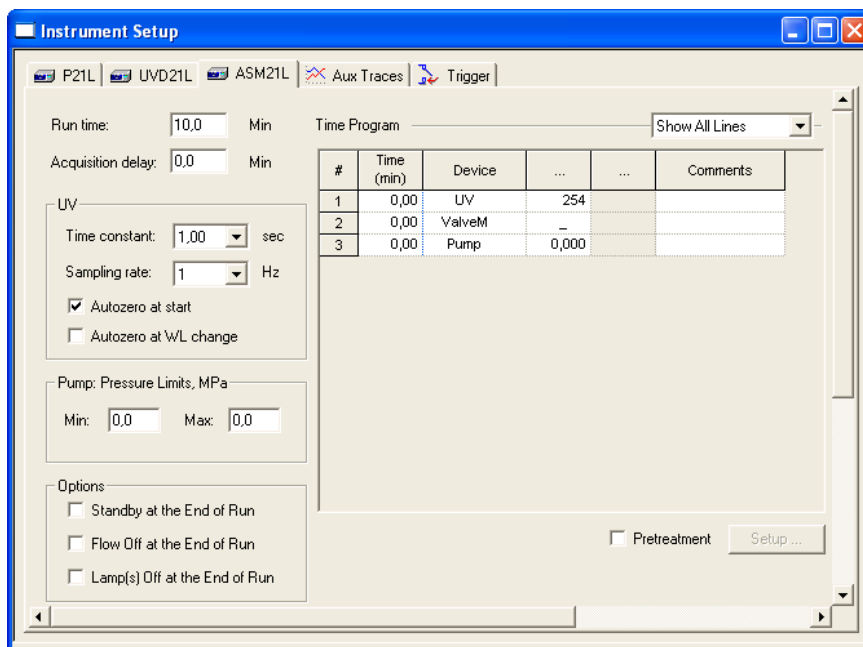 Instrument Setup
P21L UVD21L ASM21L Aux Traces Trigger
Run time: 10,0 Min
Acquisition delay: 0,0 Min
UV
Time constant: 1,00 sec
Sampling rate: 1 Hz
Autozero at start
Autozero at WL change
Pump: Pressure Limits, MPa
Min: 0,0 Max: 0,0
Options
Standby at the End of Run
Flow Off at the End of Run
Lamp(s) Off at the End of Run
Time Program Show All Lines
# Time (min) Device ... ... Comments
1 0,00 UV 254
2 0,00 ValveM _
3 0,00 Pump 0,000
Pretreatment Setup ...